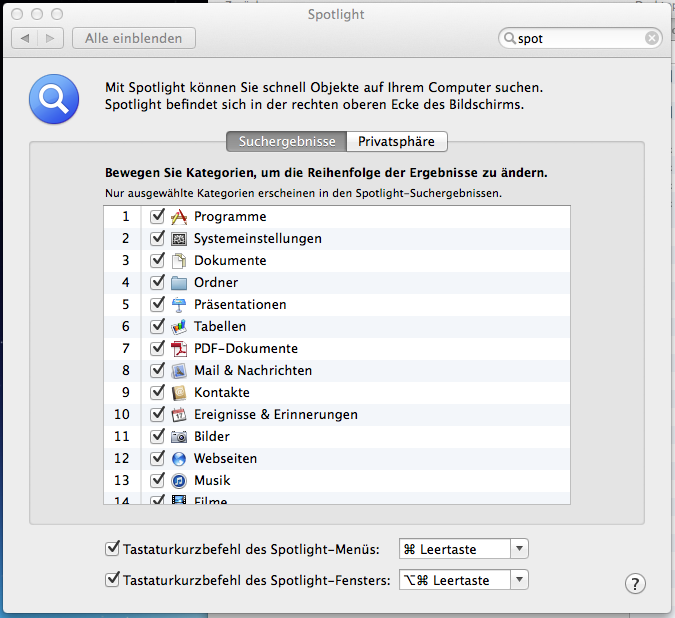 Spotlight
Alle einblenden
spot
Mit Spotlight können Sie schnell Objekte auf Ihrem Computer suchen.
Spotlight befindet sich in der rechten oberen Ecke des Bildschirms.
Suchergebnisse Privatsphäre
Bewegen Sie Kategorien, um die Reihenfolge der Ergebnisse zu ändern.
Nur ausgewählte Kategorien erscheinen in den Spotlight-Suchergebnissen.
1 Programme
2 Systemeinstellungen
3 Dokumente
4 Ordner
5 Präsentationen
6 Tabellen
7 PDF-Dokumente
8 Mail & Nachrichten
9 Kontakte
10 Ereignisse & Erinnerungen
11 Bilder
12 Webseiten
13 Musik
14 Filme
Tastaturkurzbefehl des Spotlight-Menüs: ⌘ Leertaste
Tastaturkurzbefehl des Spotlight-Fensters: ⌥⌘ Leertaste
?